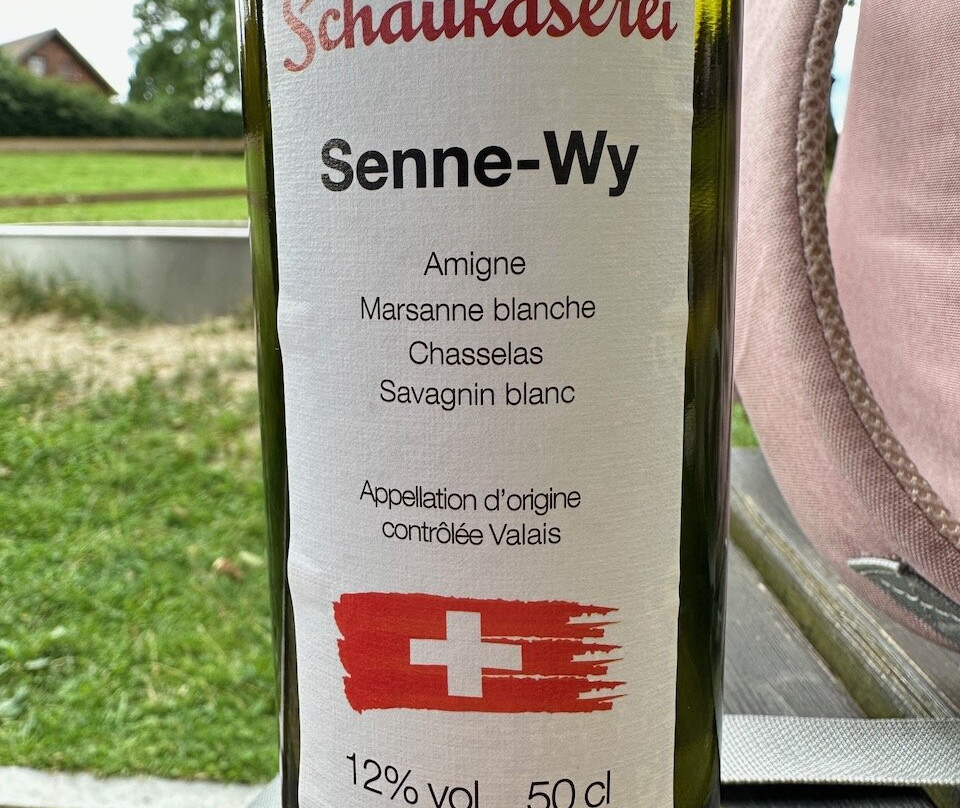 Schaukäserei
Senne-Wy
Amigne
Marsanne blanche
Chasselas
Savagnin blanc
Appellation d'origine
contrôlée Valais
12% vol 50 cl